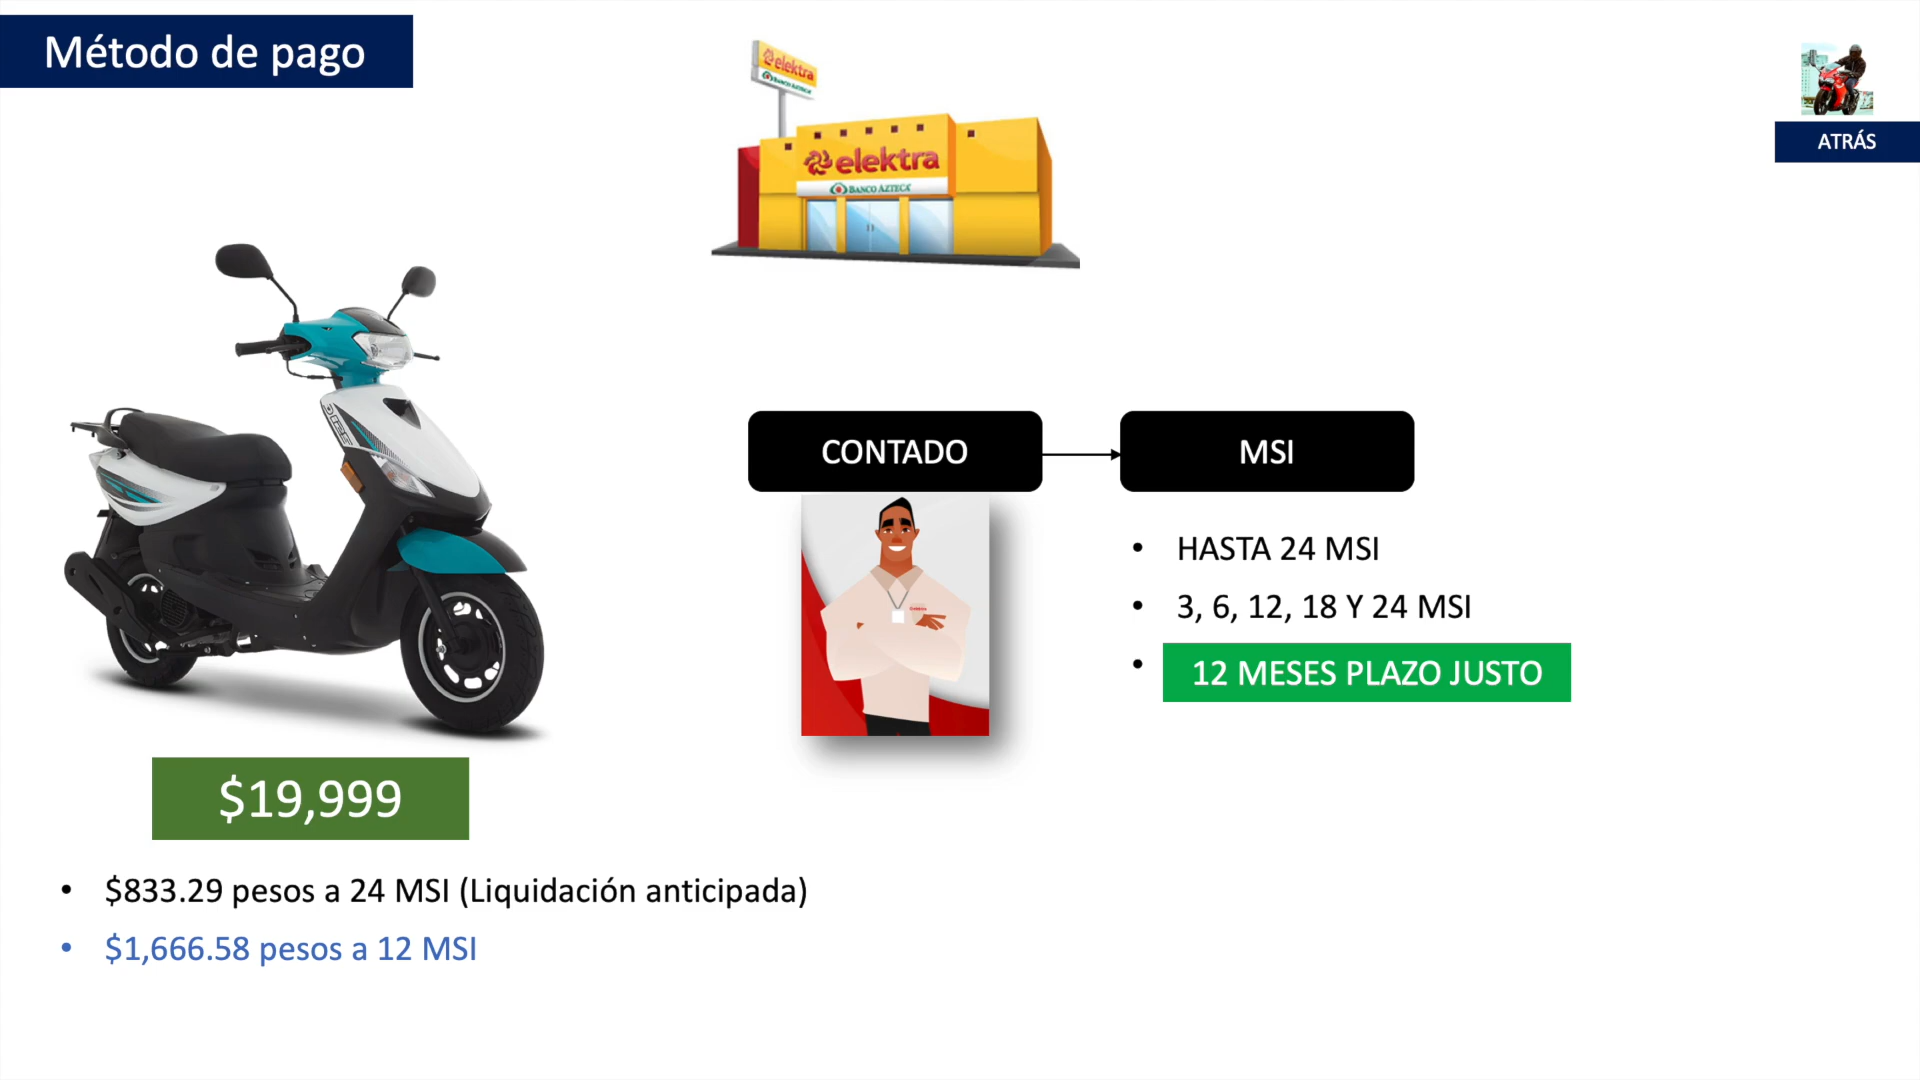 Método de pago
elektra
BANCO AZTECA
elektra
BANCO AZTECA
ATRÁS
CONTADO
MSI
• HASTA 24 MSI
• 3, 6, 12, 18 Y 24 MSI
• 12 MESES PLAZO JUSTO
$19,999
• $833.29 pesos a 24 MSI (Liquidación anticipada)
• $1,666.58 pesos a 12 MSI